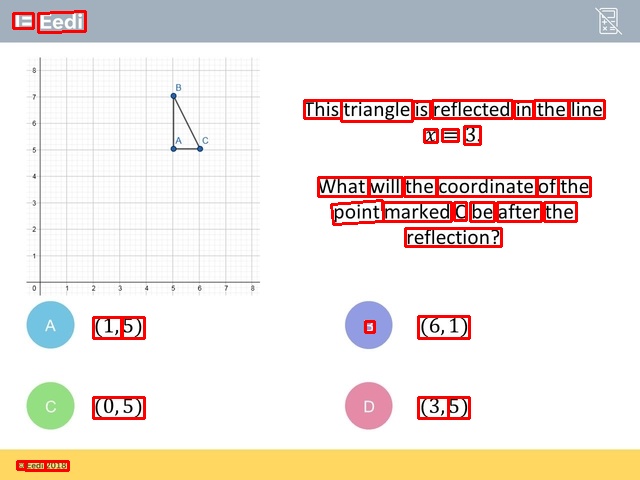 Eedi
8
7
6
5
4
3
2
1
0 1 2 3 4 5 6 7 8
B
A C
This triangle is reflected in the line
x = 3.
What will the coordinate of the
point marked C be after the
reflection?
A (1, 5)
(6, 1)
C (0, 5)
D (3, 5)
© Eedi 2018